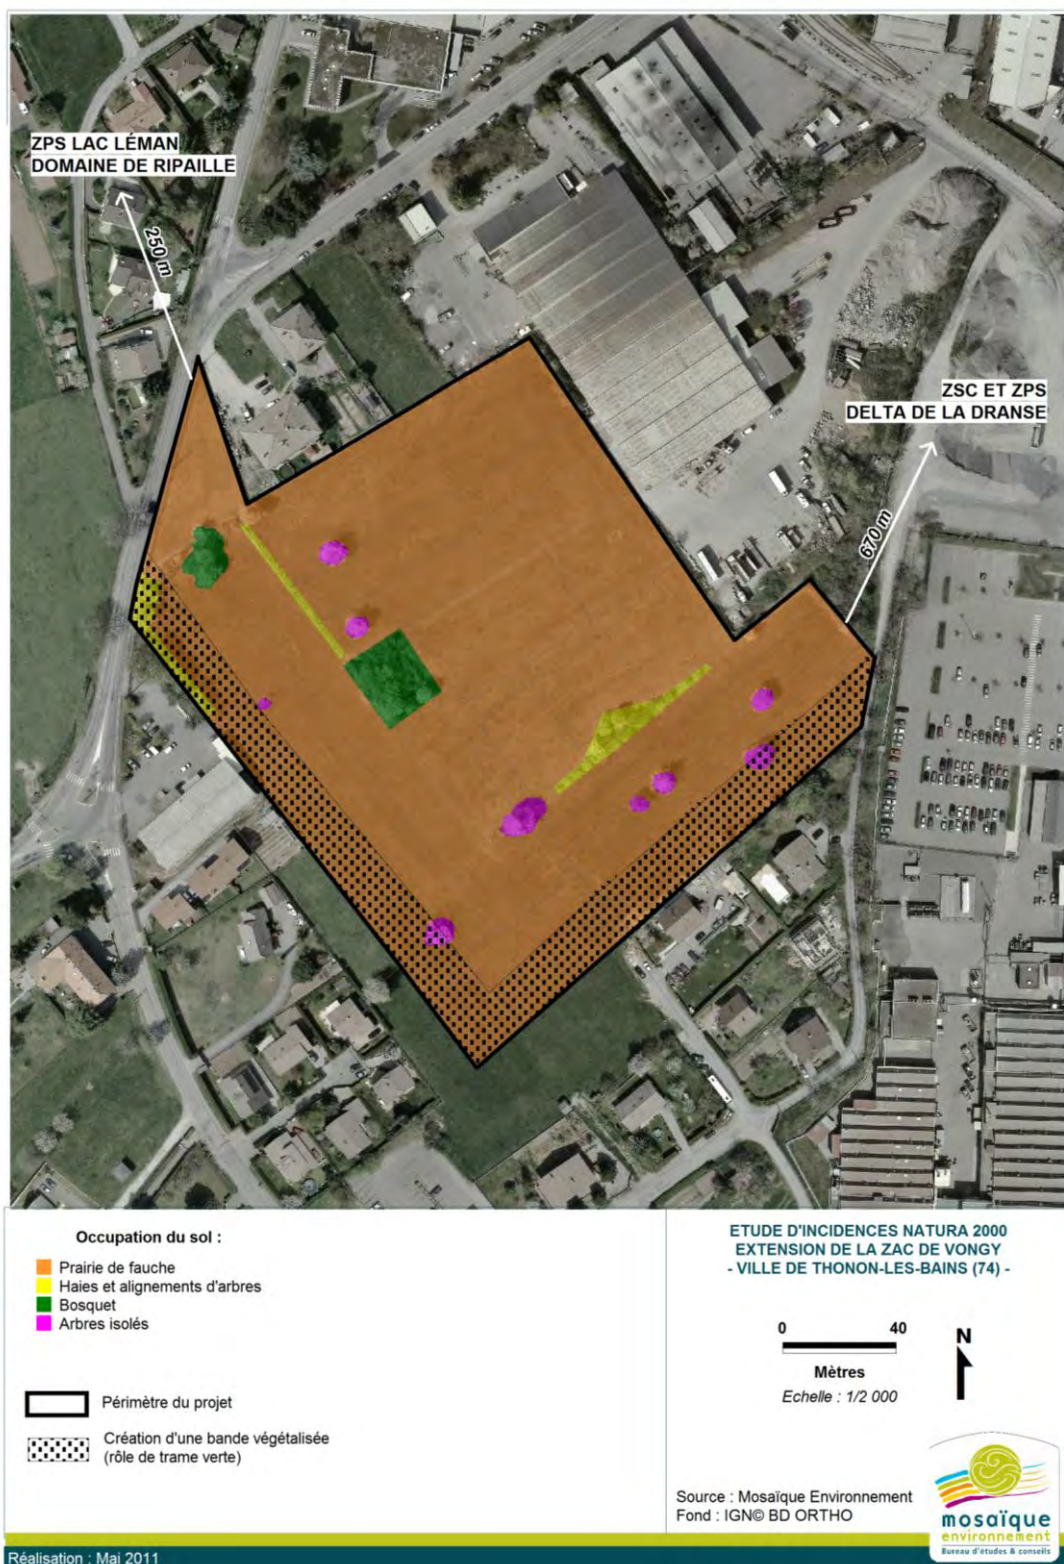 ZPS LAC LÉMAN
DOMAINE DE RIPAILLE
250 m
ZSC ET ZPS
DELTA DE LA DRANSE
670 m
Occupation du sol :
Prairie de fauche
Haies et alignements d'arbres
Bosquet
Arbres isolés
Périmètre du projet
Création d'une bande végétalisée
(rôle de trame verte)
ETUDE D'INCIDENCES NATURA 2000
EXTENSION DE LA ZAC DE VONGY
- VILLE DE THONON-LES-BAINS (74) -
0 40
Mètres
Echelle : 1/2 000
N
Source : Mosaïque Environnement
Fond : IGN© BD ORTHO
mosaïque
environnement
Bureau d'études & conseils
Réalisation : Mai 2011